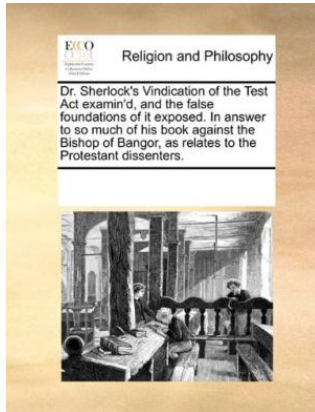 ECCO
Religion and Philosophy
Dr. Sherlock's Vindication of the Test
Act examin'd, and the false
foundations of it exposed. In answer
to so much of his book against the
Bishop of Bangor, as relates to the
Protestant dissenters.